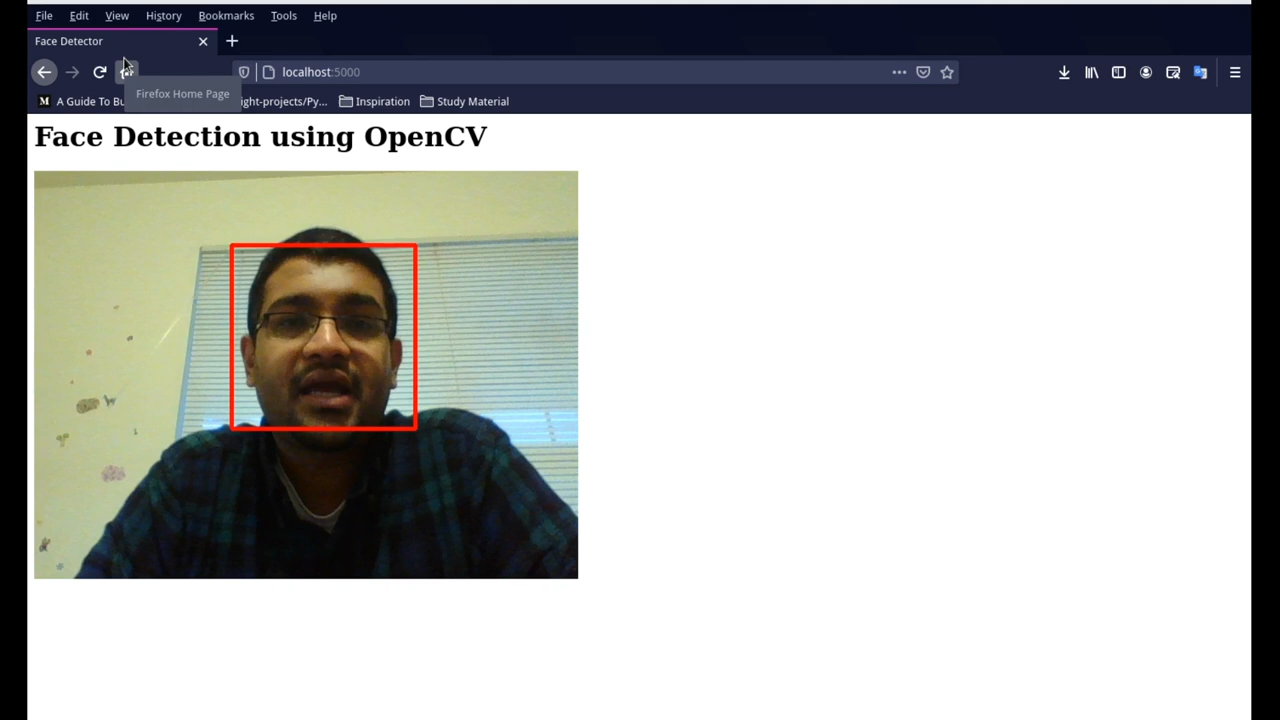 File Edit View History Bookmarks Tools Help
Face Detector
localhost:5000
M A Guide To Bu ight-projects/Py... Inspiration Study Material
Firefox Home Page
Face Detection using OpenCV